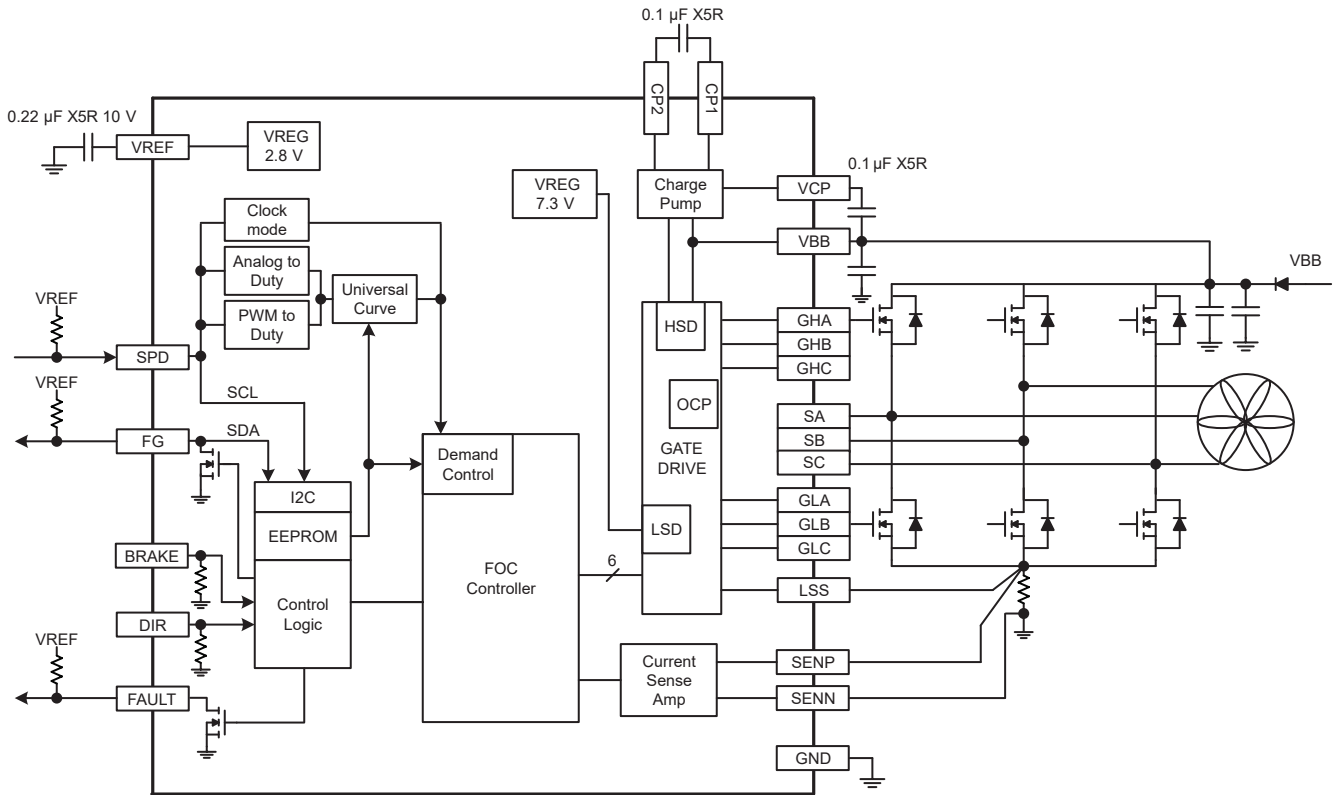 0.1 µF X5R
CP2
CP1
0.22 µF X5R 10 V
VREF
VREG
2.8 V
VREG
7.3 V
Charge
Pump
0.1 µF X5R
VCP
VBB
VBB
Clock
mode
Analog to
Duty
PWM to
Duty
Universal
Curve
VREF
SPD
VREF
FG
SCL
SDA
HSD
OCP
GATE
DRIVE
LSD
GHA
GHB
GHC
SA
SB
SC
GLA
GLB
GLC
LSS
Demand
Control
FOC
Controller
6
I2C
EEPROM
Control
Logic
BRAKE
DIR
VREF
FAULT
Current
Sense
Amp
SENP
SENN
GND